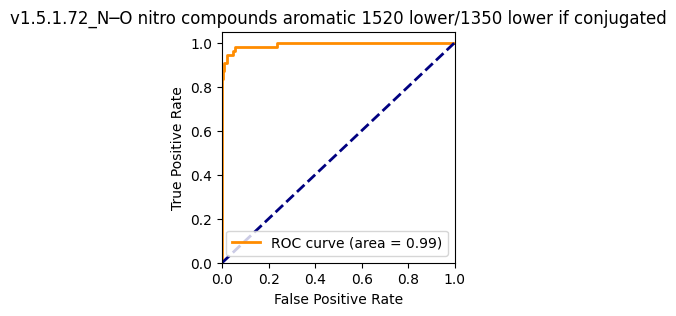 v1.5.1.72_N─O nitro compounds aromatic 1520 lower/1350 lower if conjugated
1.0
0.8
0.6
0.4
0.2
0.0
True Positive Rate
ROC curve (area = 0.99)
0.0 0.2 0.4 0.6 0.8 1.0
False Positive Rate